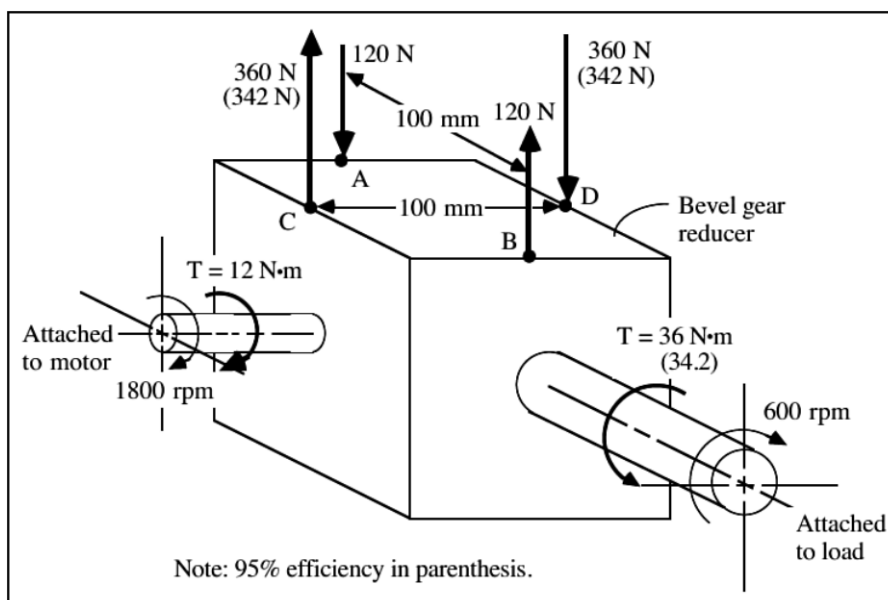 360 N
(342 N)
120 N
360 N
(342 N)
100 mm
120 N
A
C
100 mm
D
B
Bevel gear
reducer
T = 12 N•m
Attached
to motor
1800 rpm
T = 36 N•m
(34.2)
600 rpm
Attached
to load
Note: 95% efficiency in parenthesis.